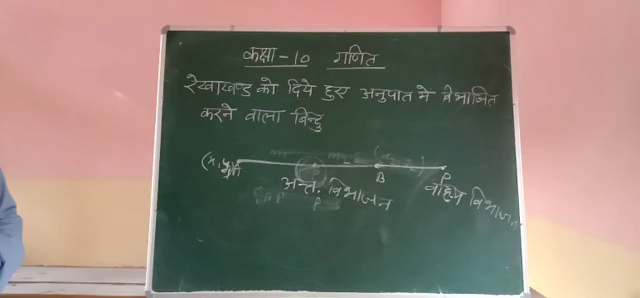 कक्षा - 10 गणित
रेखाखण्ड को दिये हुए अनुपात मे विभाजित
करने वाला बिन्दु
A B P
अन्तः विभाजन
P
विभाजन